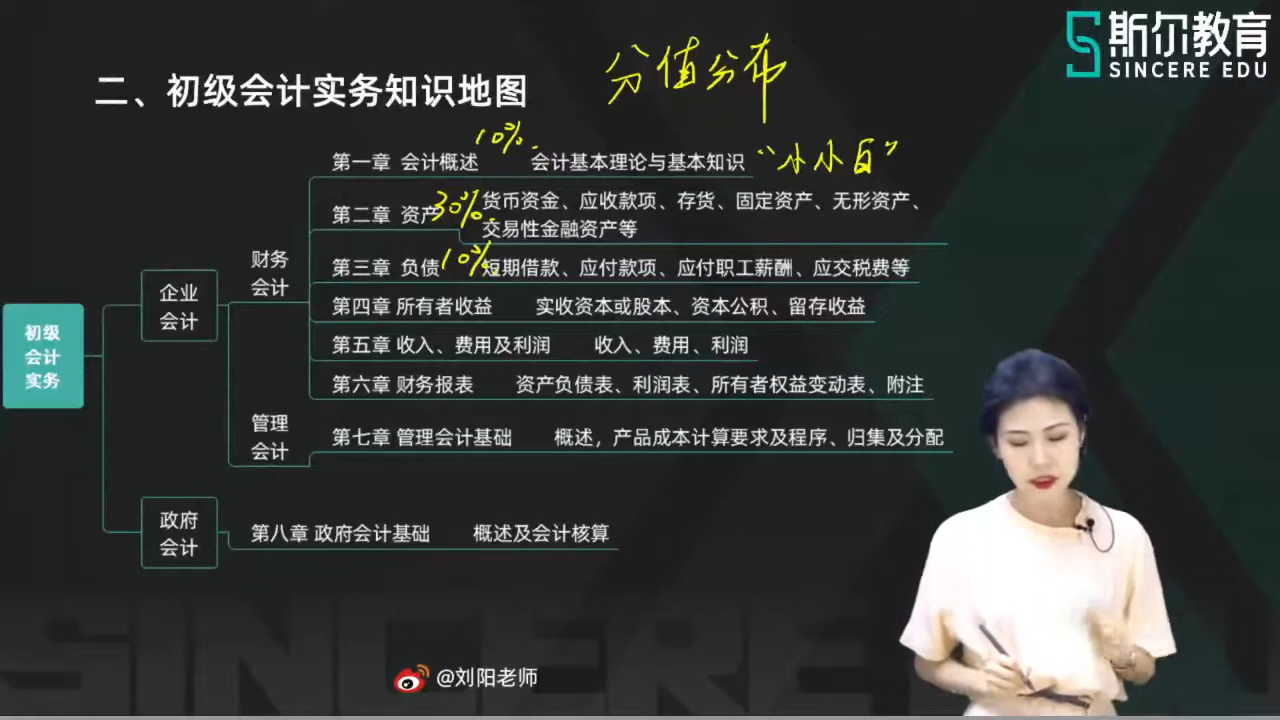 斯尔教育
SINCERE EDU
分值分布
二、初级会计实务知识地图
10%
第一章 会计概述 会计基本理论与基本知识 “小小白”
第二章 资产 30% 货币资金、应收款项、存货、固定资产、无形资产、
交易性金融资产等
财务
会计
第三章 负债 10% 短期借款、应付款项、应付职工薪酬、应交税费等
企业
会计
第四章 所有者收益 实收资本或股本、资本公积、留存收益
初级
会计
实务
第五章 收入、费用及利润 收入、费用、利润
第六章 财务报表 资产负债表、利润表、所有者权益变动表、附注
管理
会计
第七章 管理会计基础 概述，产品成本计算要求及程序、归集及分配
政府
会计
第八章 政府会计基础 概述及会计核算
SINCERE
@刘阳老师